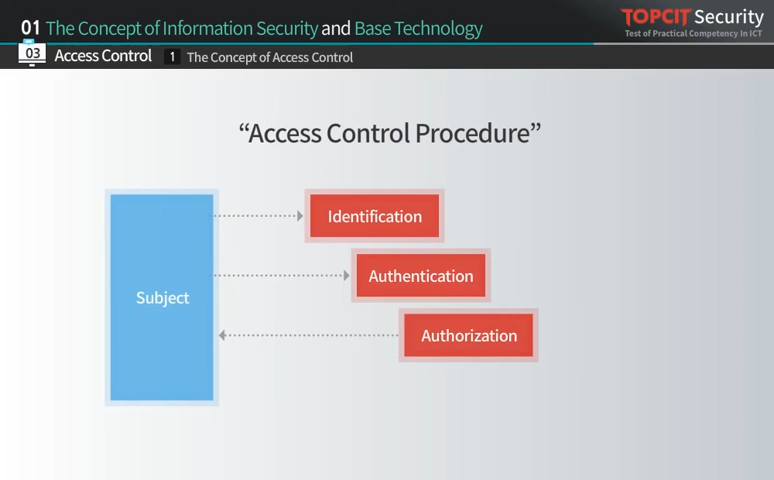 01 The Concept of Information Security and Base Technology
TOPCIT Security
Test of Practical Competency In ICT
03 Access Control 1 The Concept of Access Control
“Access Control Procedure”
Identification
Authentication
Subject
Authorization